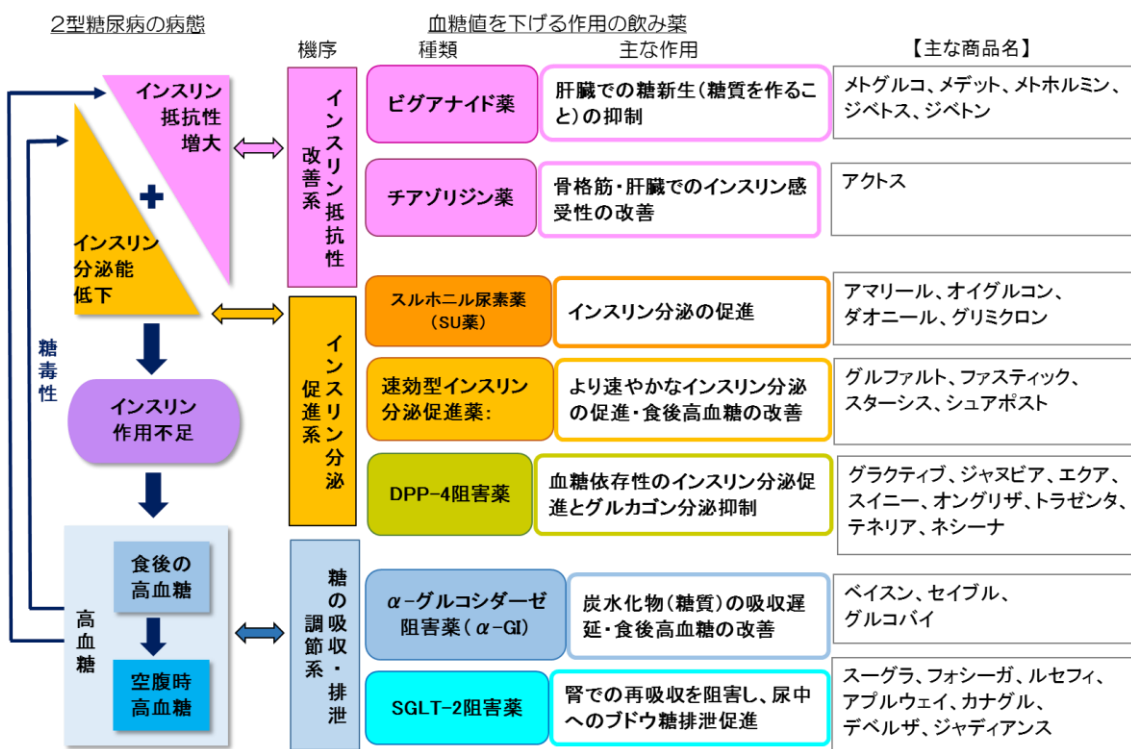 2型糖尿病の病態
血糖値を下げる作用の飲み薬
機序
種類
主な作用
【主な商品名】
インスリン
抵抗性
増大
+
インスリン
分泌能
低下
糖毒性
インスリン
作用不足
高血糖
食後の
高血糖
空腹時
高血糖
インスリン抵抗性
改善系
ビグアナイド薬
肝臓での糖新生(糖質を作るこ
と)の抑制
メトグルコ、メデット、メトホルミン、
ジベトス、ジベトン
チアゾリジン薬
骨格筋・肝臓でのインスリン感
受性の改善
アクトス
インスリン分泌
促進系
スルホニル尿素薬
(SU薬)
インスリン分泌の促進
アマリール、オイグルコン、
ダオニール、グリミクロン
速効型インスリン
分泌促進薬:
より速やかなインスリン分泌
の促進・食後高血糖の改善
グルファルト、ファスティック、
スターシス、シュアポスト
DPP-4阻害薬
血糖依存性のインスリン分泌促
進とグルカゴン分泌抑制
グラクティブ、ジャヌビア、エクア、
スイニー、オングリザ、トラゼンタ、
テネリア、ネシーナ
糖の吸収・排泄
調節系
α-グルコシダーゼ
阻害薬(α-GI)
炭水化物(糖質)の吸収遅
延・食後高血糖の改善
ベイスン、セイブル、
グルコバイ
SGLT-2阻害薬
腎での再吸収を阻害し、尿中
へのブドウ糖排泄促進
スーグラ、フォシーガ、ルセフィ、
アプルウェイ、カナグル、
デベルザ、ジャディアンス